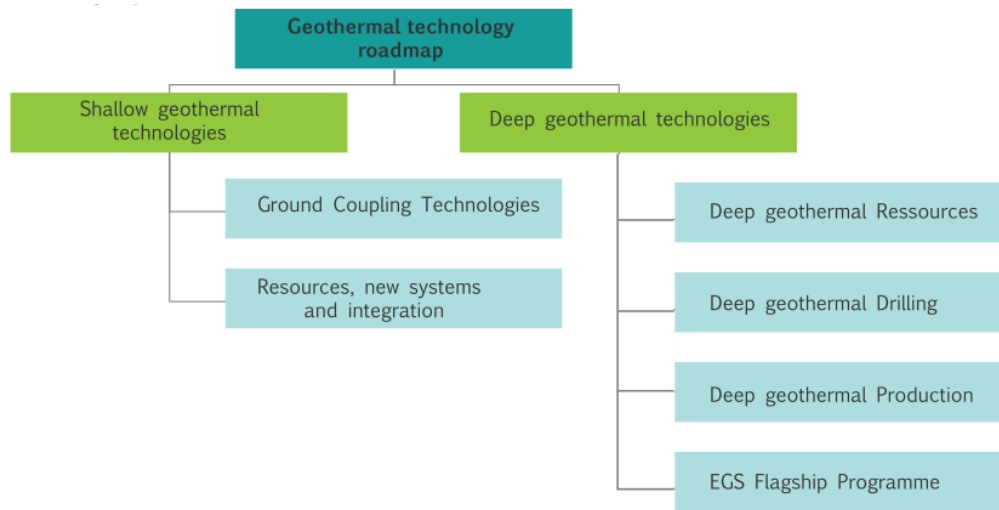 Geothermal technology
roadmap
Shallow geothermal
technologies
Ground Coupling Technologies
Resources, new systems
and integration
Deep geothermal technologies
Deep geothermal Ressources
Deep geothermal Drilling
Deep geothermal Production
EGS Flagship Programme